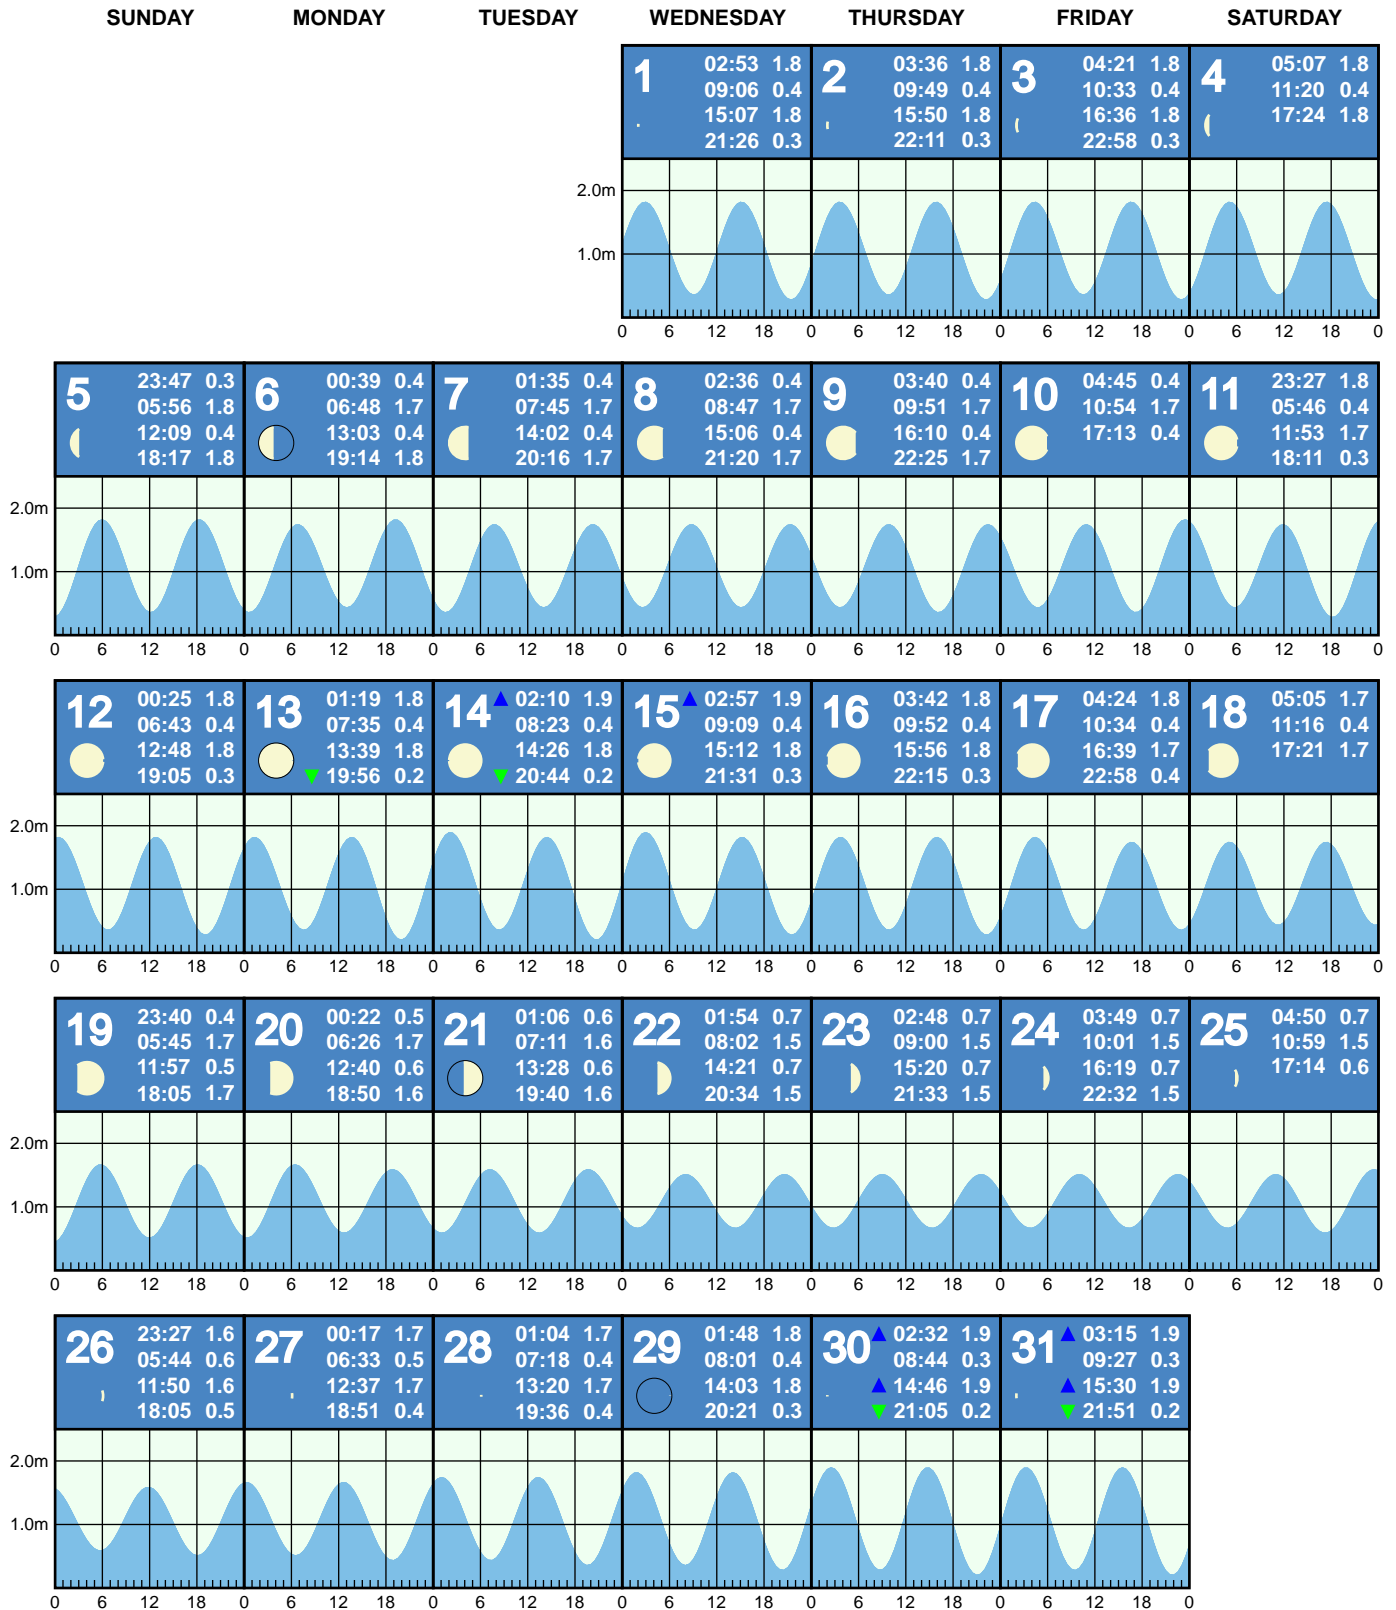 SUNDAY MONDAY TUESDAY WEDNESDAY THURSDAY FRIDAY SATURDAY
1 02:53 1.8
09:06 0.4
15:07 1.8
21:26 0.3
2 03:36 1.8
09:49 0.4
15:50 1.8
22:11 0.3
3 04:21 1.8
10:33 0.4
16:36 1.8
22:58 0.3
4 05:07 1.8
11:20 0.4
17:24 1.8
2.0m
1.0m
0 6 12 18 0 6 12 18 0 6 12 18 0 6 12 18 0
5 23:47 0.3
05:56 1.8
12:09 0.4
18:17 1.8
6 00:39 0.4
06:48 1.7
13:03 0.4
19:14 1.8
7 01:35 0.4
07:45 1.7
14:02 0.4
20:16 1.7
8 02:36 0.4
08:47 1.7
15:06 0.4
21:20 1.7
9 03:40 0.4
09:51 1.7
16:10 0.4
22:25 1.7
10 04:45 0.4
10:54 1.7
17:13 0.4
11 23:27 1.8
05:46 0.4
11:53 1.7
18:11 0.3
2.0m
1.0m
0 6 12 18 0 6 12 18 0 6 12 18 0 6 12 18 0 6 12 18 0 6 12 18 0 6 12 18 0
12 00:25 1.8
06:43 0.4
12:48 1.8
19:05 0.3
13 01:19 1.8
07:35 0.4
13:39 1.8
19:56 0.2
14 02:10 1.9
08:23 0.4
14:26 1.8
20:44 0.2
15 02:57 1.9
09:09 0.4
15:12 1.8
21:31 0.3
16 03:42 1.8
09:52 0.4
15:56 1.8
22:15 0.3
17 04:24 1.8
10:34 0.4
16:39 1.7
22:58 0.4
18 05:05 1.7
11:16 0.4
17:21 1.7
2.0m
1.0m
0 6 12 18 0 6 12 18 0 6 12 18 0 6 12 18 0 6 12 18 0 6 12 18 0 6 12 18 0
19 23:40 0.4
05:45 1.7
11:57 0.5
18:05 1.7
20 00:22 0.5
06:26 1.7
12:40 0.6
18:50 1.6
21 01:06 0.6
07:11 1.6
13:28 0.6
19:40 1.6
22 01:54 0.7
08:02 1.5
14:21 0.7
20:34 1.5
23 02:48 0.7
09:00 1.5
15:20 0.7
21:33 1.5
24 03:49 0.7
10:01 1.5
16:19 0.7
22:32 1.5
25 04:50 0.7
10:59 1.5
17:14 0.6
2.0m
1.0m
0 6 12 18 0 6 12 18 0 6 12 18 0 6 12 18 0 6 12 18 0 6 12 18 0 6 12 18 0
26 23:27 1.6
05:44 0.6
11:50 1.6
18:05 0.5
27 00:17 1.7
06:33 0.5
12:37 1.7
18:51 0.4
28 01:04 1.7
07:18 0.4
13:20 1.7
19:36 0.4
29 01:48 1.8
08:01 0.4
14:03 1.8
20:21 0.3
30 02:32 1.9
08:44 0.3
14:46 1.9
21:05 0.2
31 03:15 1.9
09:27 0.3
15:30 1.9
21:51 0.2
2.0m
1.0m
0 6 12 18 0 6 12 18 0 6 12 18 0 6 12 18 0 6 12 18 0 6 12 18 0